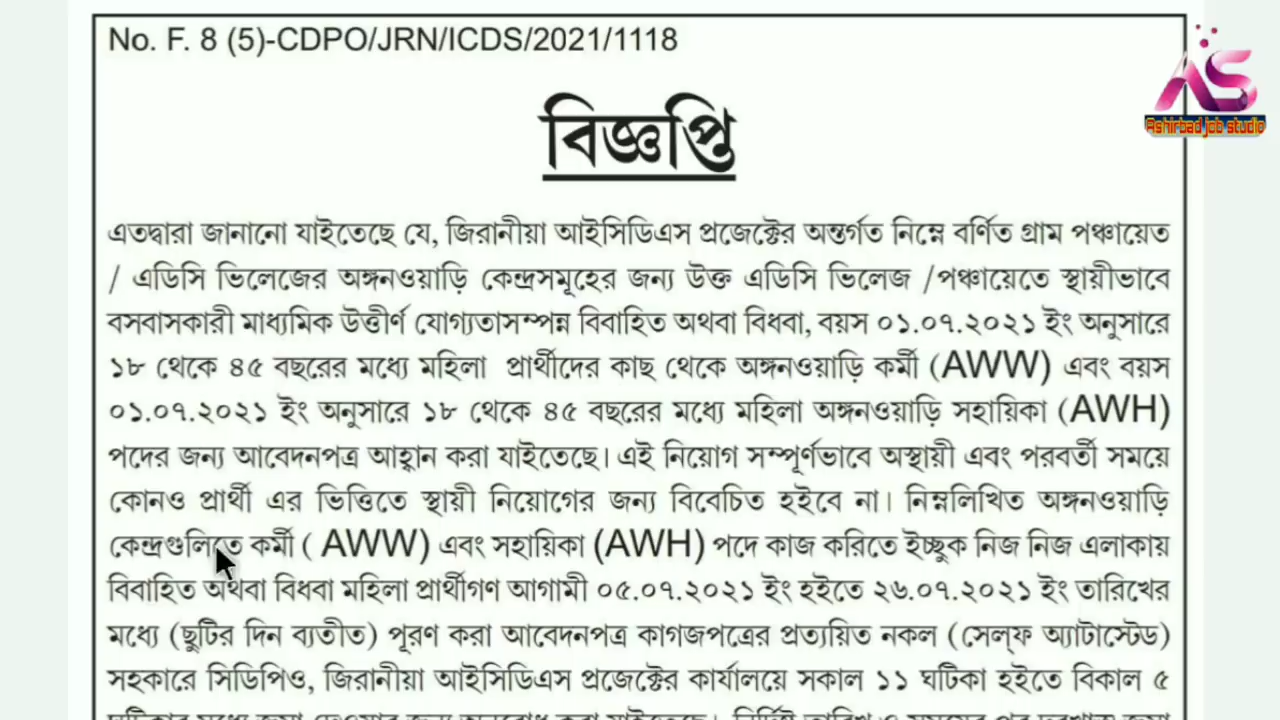 No. F. 8 (5)-CDPO/JRN/ICDS/2021/1118
AS
Ashirbad job studio
বিজ্ঞপ্তি
এতদ্বারা জানানো যাইতেছে যে, জিরানীয়া আইসিডিএস প্রজেক্টের অন্তর্গত নিম্নে বর্ণিত গ্রাম পঞ্চায়েত
/ এডিসি ভিলেজের অঙ্গনওয়াড়ি কেন্দ্রসমূহের জন্য উক্ত এডিসি ভিলেজ /পঞ্চায়েতে স্থায়ীভাবে
বসবাসকারী মাধ্যমিক উত্তীর্ণ যোগ্যতাসম্পন্ন বিবাহিত অথবা বিধবা, বয়স ০১.০৭.২০২১ ইং অনুসারে
১৮ থেকে ৪৫ বছরের মধ্যে মহিলা প্রার্থীদের কাছ থেকে অঙ্গনওয়াড়ি কর্মী (AWW) এবং বয়স
০১.০৭.২০২১ ইং অনুসারে ১৮ থেকে ৪৫ বছরের মধ্যে মহিলা অঙ্গনওয়াড়ি সহায়িকা (AWH)
পদের জন্য আবেদনপত্র আহ্বান করা যাইতেছে। এই নিয়োগ সম্পূর্ণভাবে অস্থায়ী এবং পরবর্তী সময়ে
কোনও প্রার্থী এর ভিত্তিতে স্থায়ী নিয়োগের জন্য বিবেচিত হইবে না। নিম্নলিখিত অঙ্গনওয়াড়ি
কেন্দ্রগুলিতে কর্মী ( AWW) এবং সহায়িকা (AWH) পদে কাজ করিতে ইচ্ছুক নিজ নিজ এলাকায়
বিবাহিত অথবা বিধবা মহিলা প্রার্থীগণ আগামী ০৫.০৭.২০২১ ইং হইতে ২৬.০৭.২০২১ ইং তারিখের
মধ্যে (ছুটির দিন ব্যতীত) পূরণ করা আবেদনপত্র কাগজপত্রের প্রত্যয়িত নকল (সেল্ফ অ্যাটাস্টেড)
সহকারে সিডিপিও, জিরানীয়া আইসিডিএস প্রজেক্টের কার্যালয়ে সকাল ১১ ঘটিকা হইতে বিকাল ৫